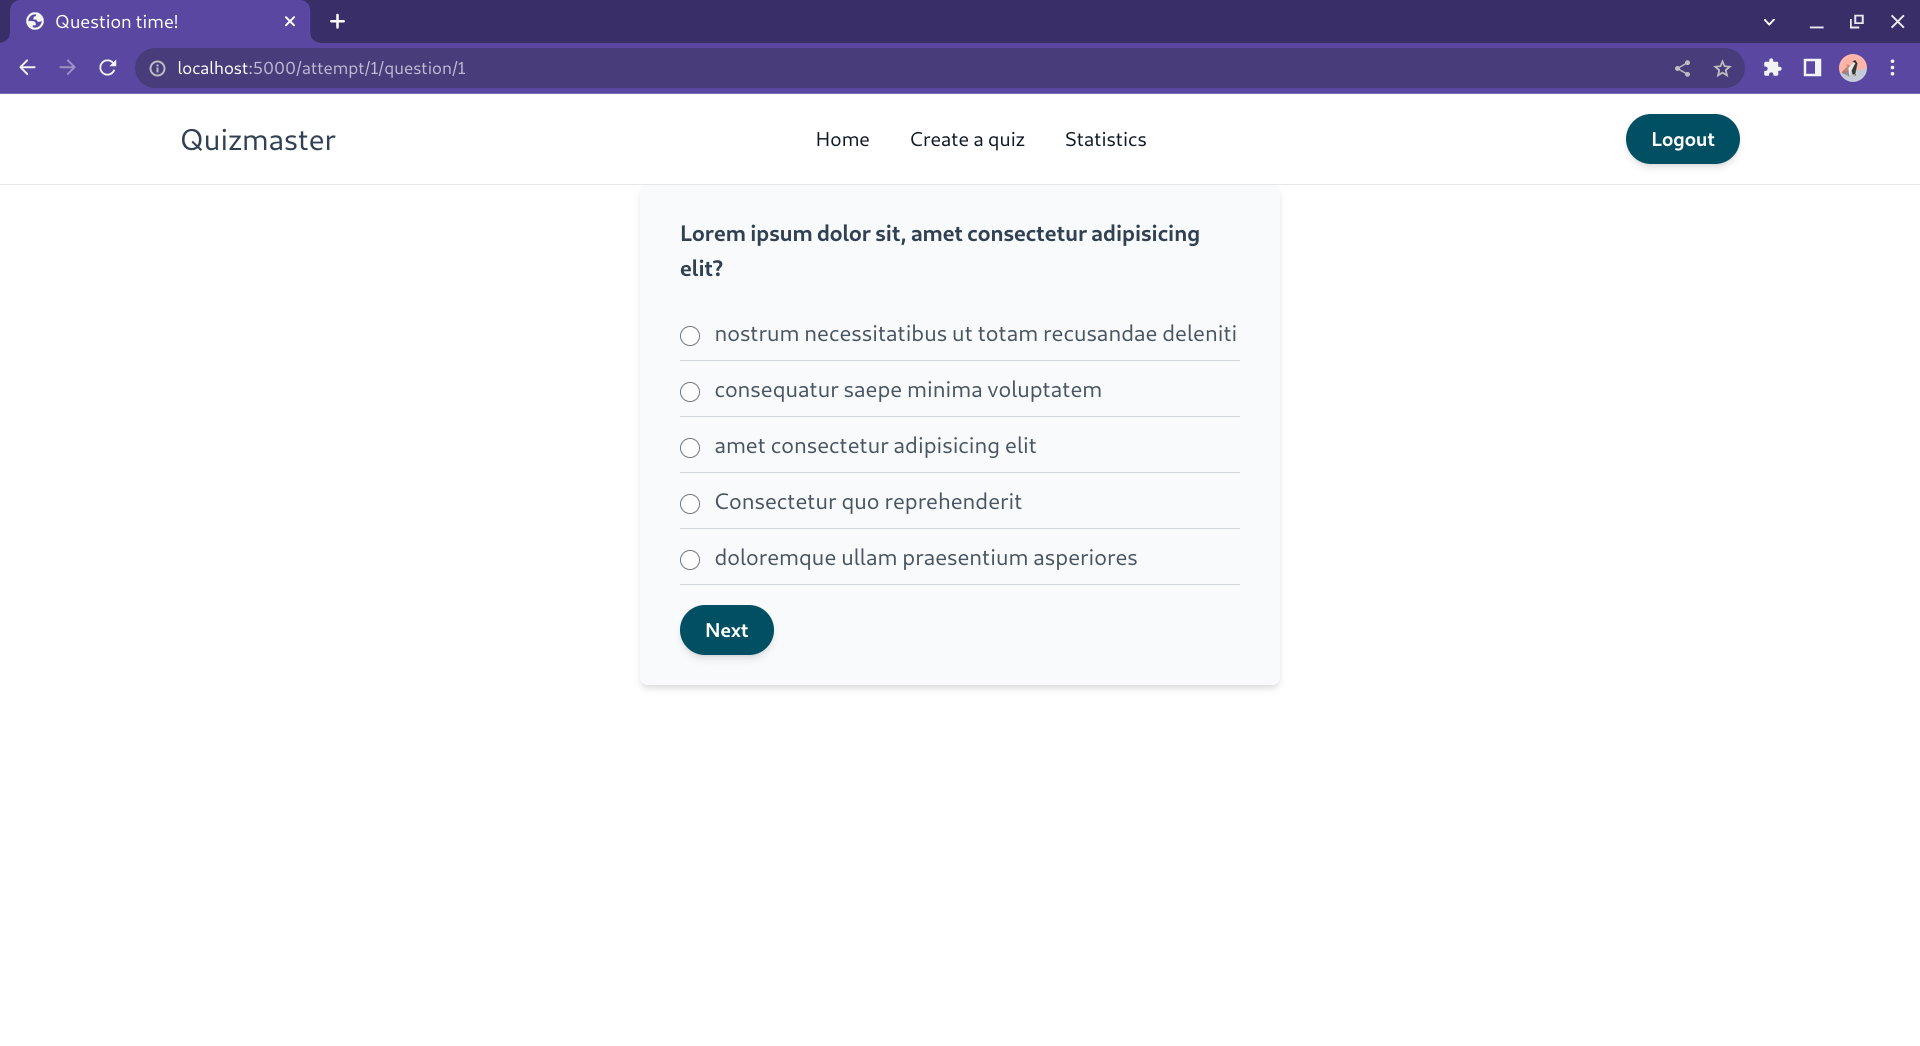 Question time!
localhost:5000/attempt/1/question/1
Quizmaster
Home
Create a quiz
Statistics
Logout
Lorem ipsum dolor sit, amet consectetur adipisicing
elit?
nostrum necessitatibus ut totam recusandae deleniti
consequatur saepe minima voluptatem
amet consectetur adipisicing elit
Consectetur quo reprehenderit
doloremque ullam praesentium asperiores
Next